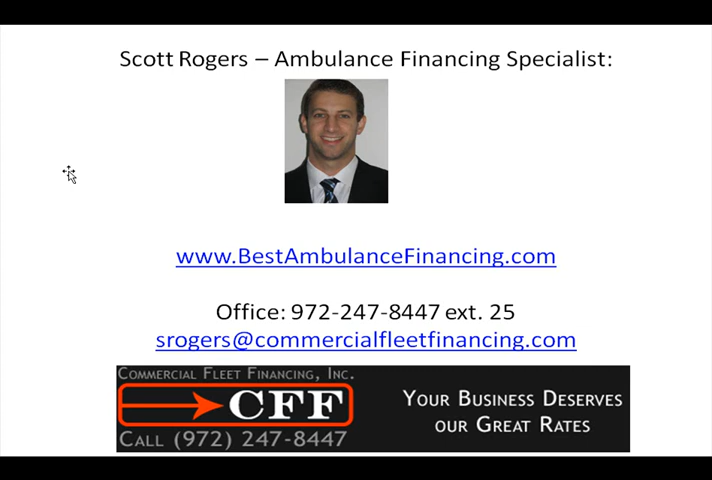 Scott Rogers – Ambulance Financing Specialist:
www.BestAmbulanceFinancing.com
Office: 972-247-8447 ext. 25
srogers@commercialfleetfinancing.com
Commercial Fleet Financing, Inc.
CFF
Call (972) 247-8447
Your Business Deserves
our Great Rates